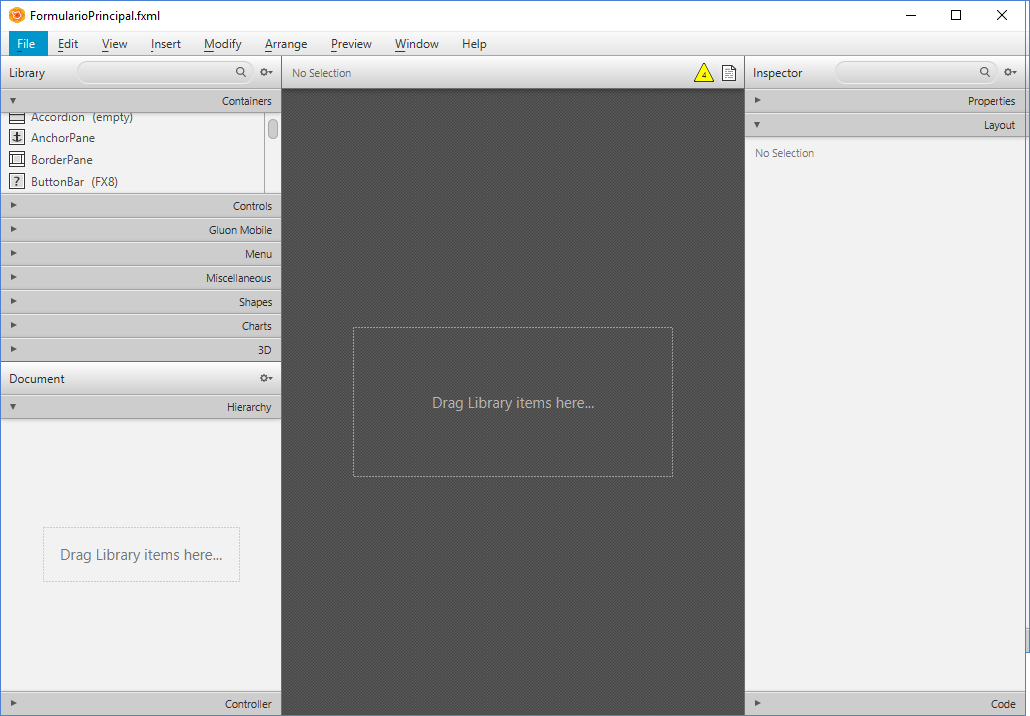 FormularioPrincipal.fxml
File Edit View Insert Modify Arrange Preview Window Help
Library
Containers
Accordion (empty)
AnchorPane
BorderPane
? ButtonBar (FX8)
Controls
Gluon Mobile
Menu
Miscellaneous
Shapes
Charts
3D
Document
Hierarchy
Drag Library items here...
Controller
No Selection
4
Drag Library items here...
Inspector
Properties
Layout
No Selection
Code